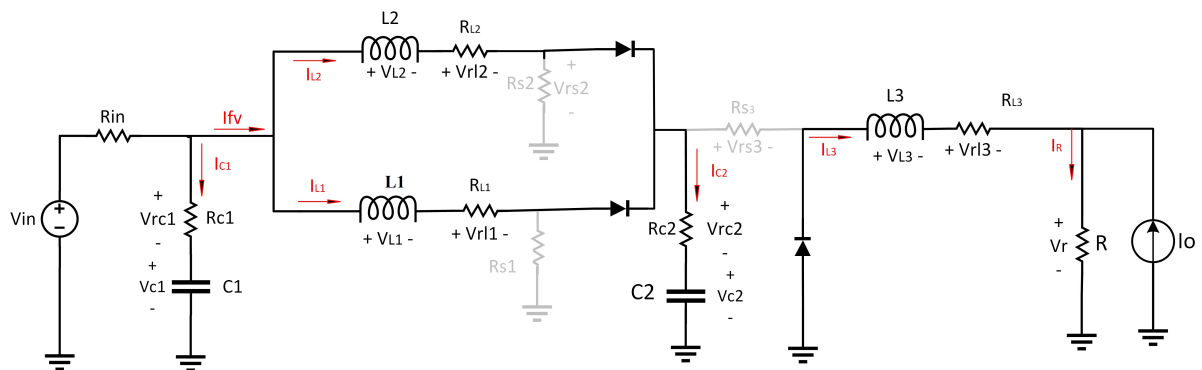 L2
RL2
IL2
+ VL2 -
+ Vrl2 -
Rs2
+
Vrs2
-
Rin
Ifv
IC1
Vin
+
-
+
Vrc1
-
Rc1
+
Vc1
-
C1
IL1
L1
RL1
+ VL1 -
+ Vrl1 -
Rs1
IC2
Rc2
+
Vrc2
-
C2
+
Vc2
-
Rs3
+ Vrs3 -
IL3
L3
+ VL3 -
RL3
+ Vrl3 -
IR
+
Vr
-
R
Io